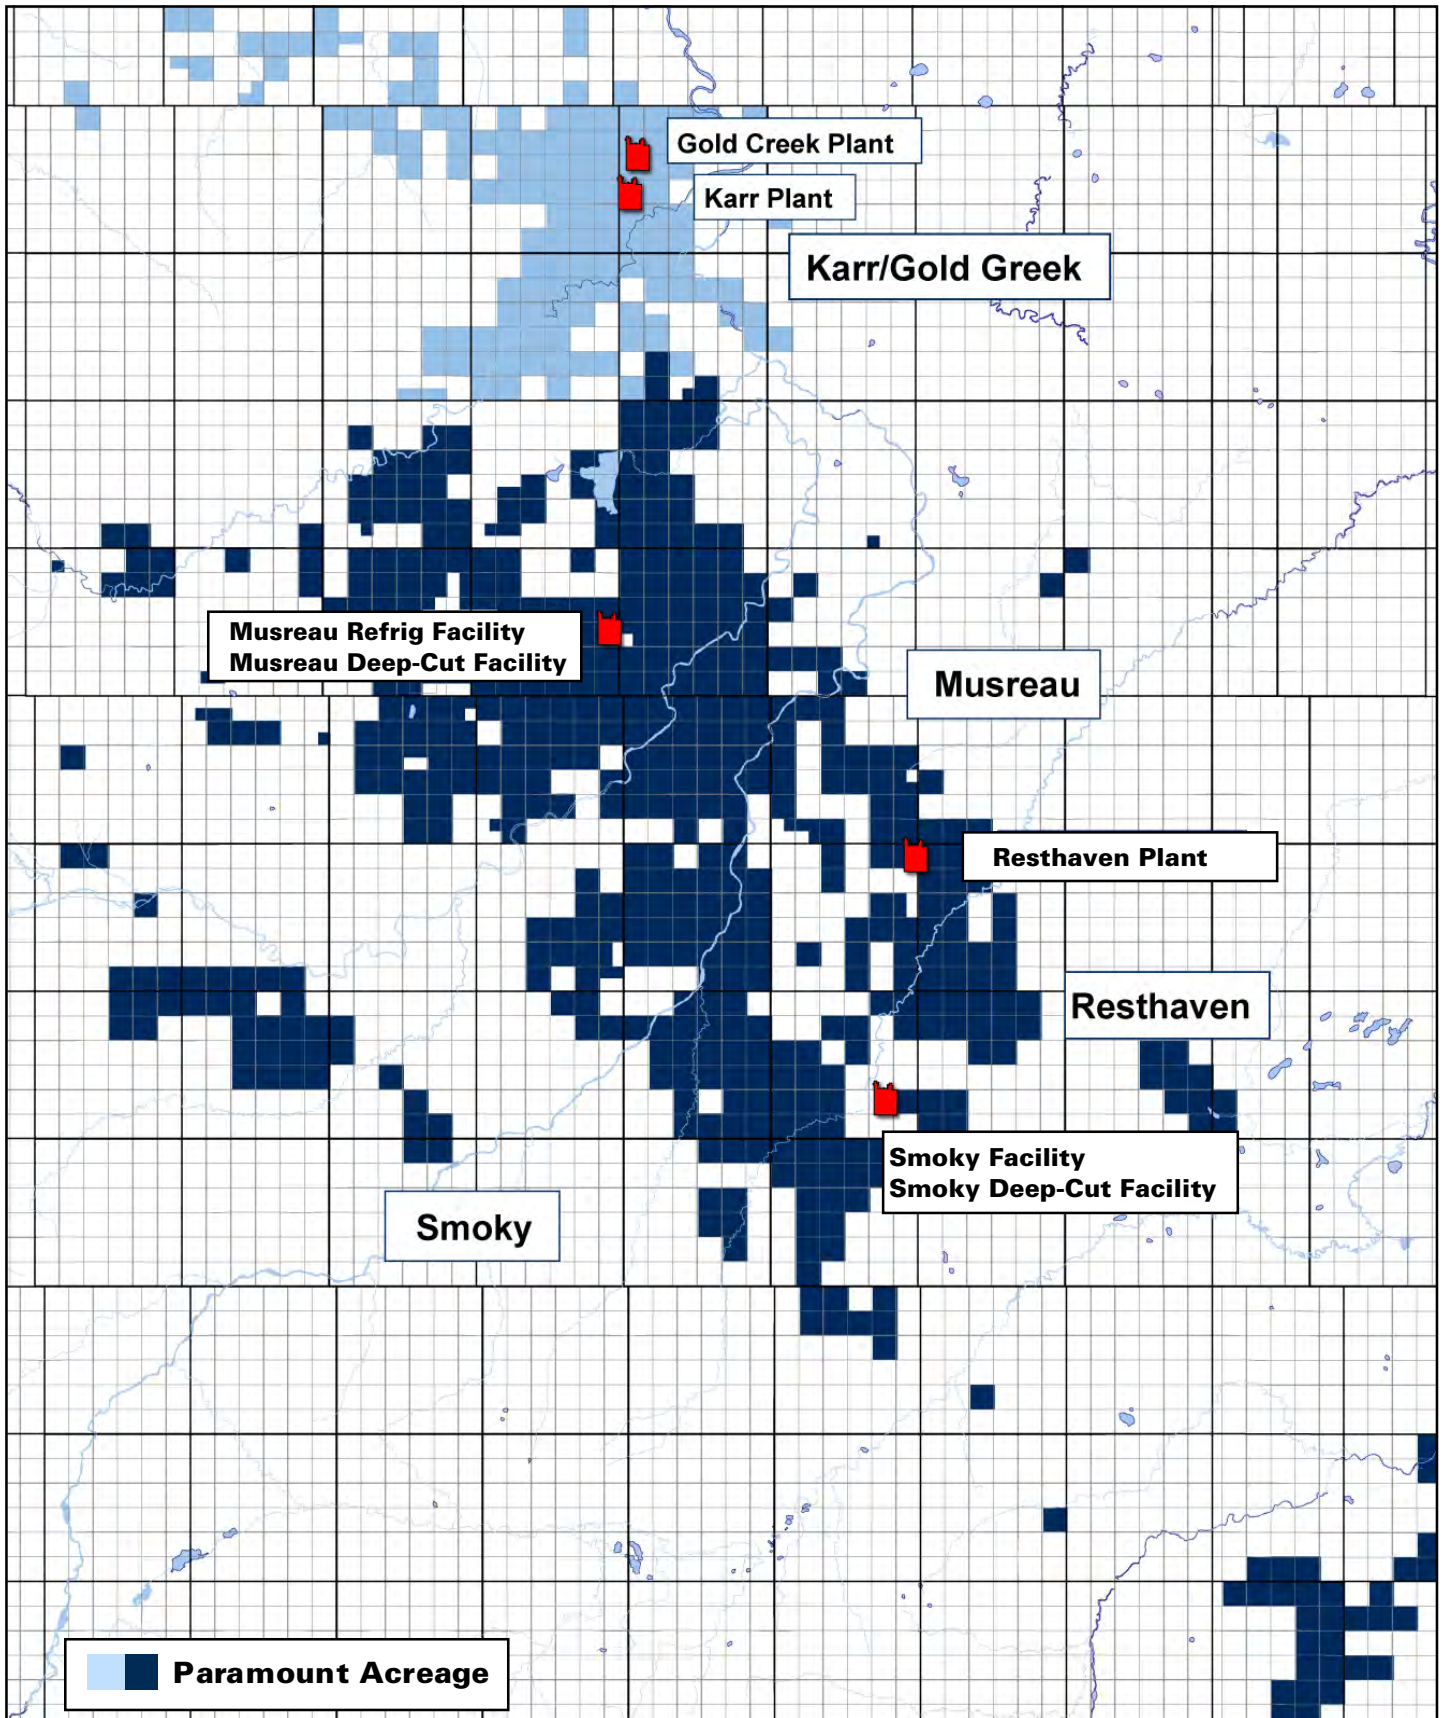 Gold Creek Plant
Karr Plant
Karr/Gold Greek
Musreau Refrig Facility
Musreau Deep-Cut Facility
Musreau
Resthaven Plant
Resthaven
Smoky Facility
Smoky Deep-Cut Facility
Smoky
Paramount Acreage